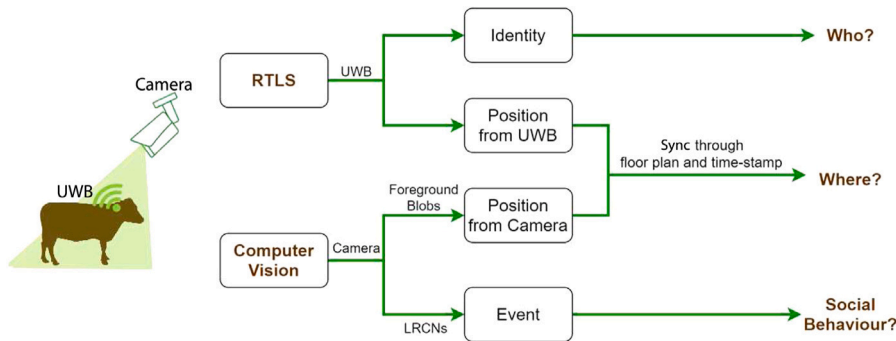 Camera
UWB
RTLS
UWB
Identity
Who?
Position
from UWB
Sync through
floor plan and time-stamp
Where?
Foreground
Blobs
Position
from Camera
Computer
Vision
Camera
LRCNs
Event
Social
Behaviour?